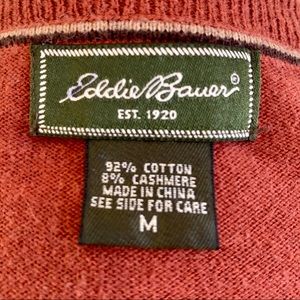 Eddie Bauer®
EST. 1920
92% COTTON
8% CASHMERE
MADE IN CHINA
SEE SIDE FOR CARE
M